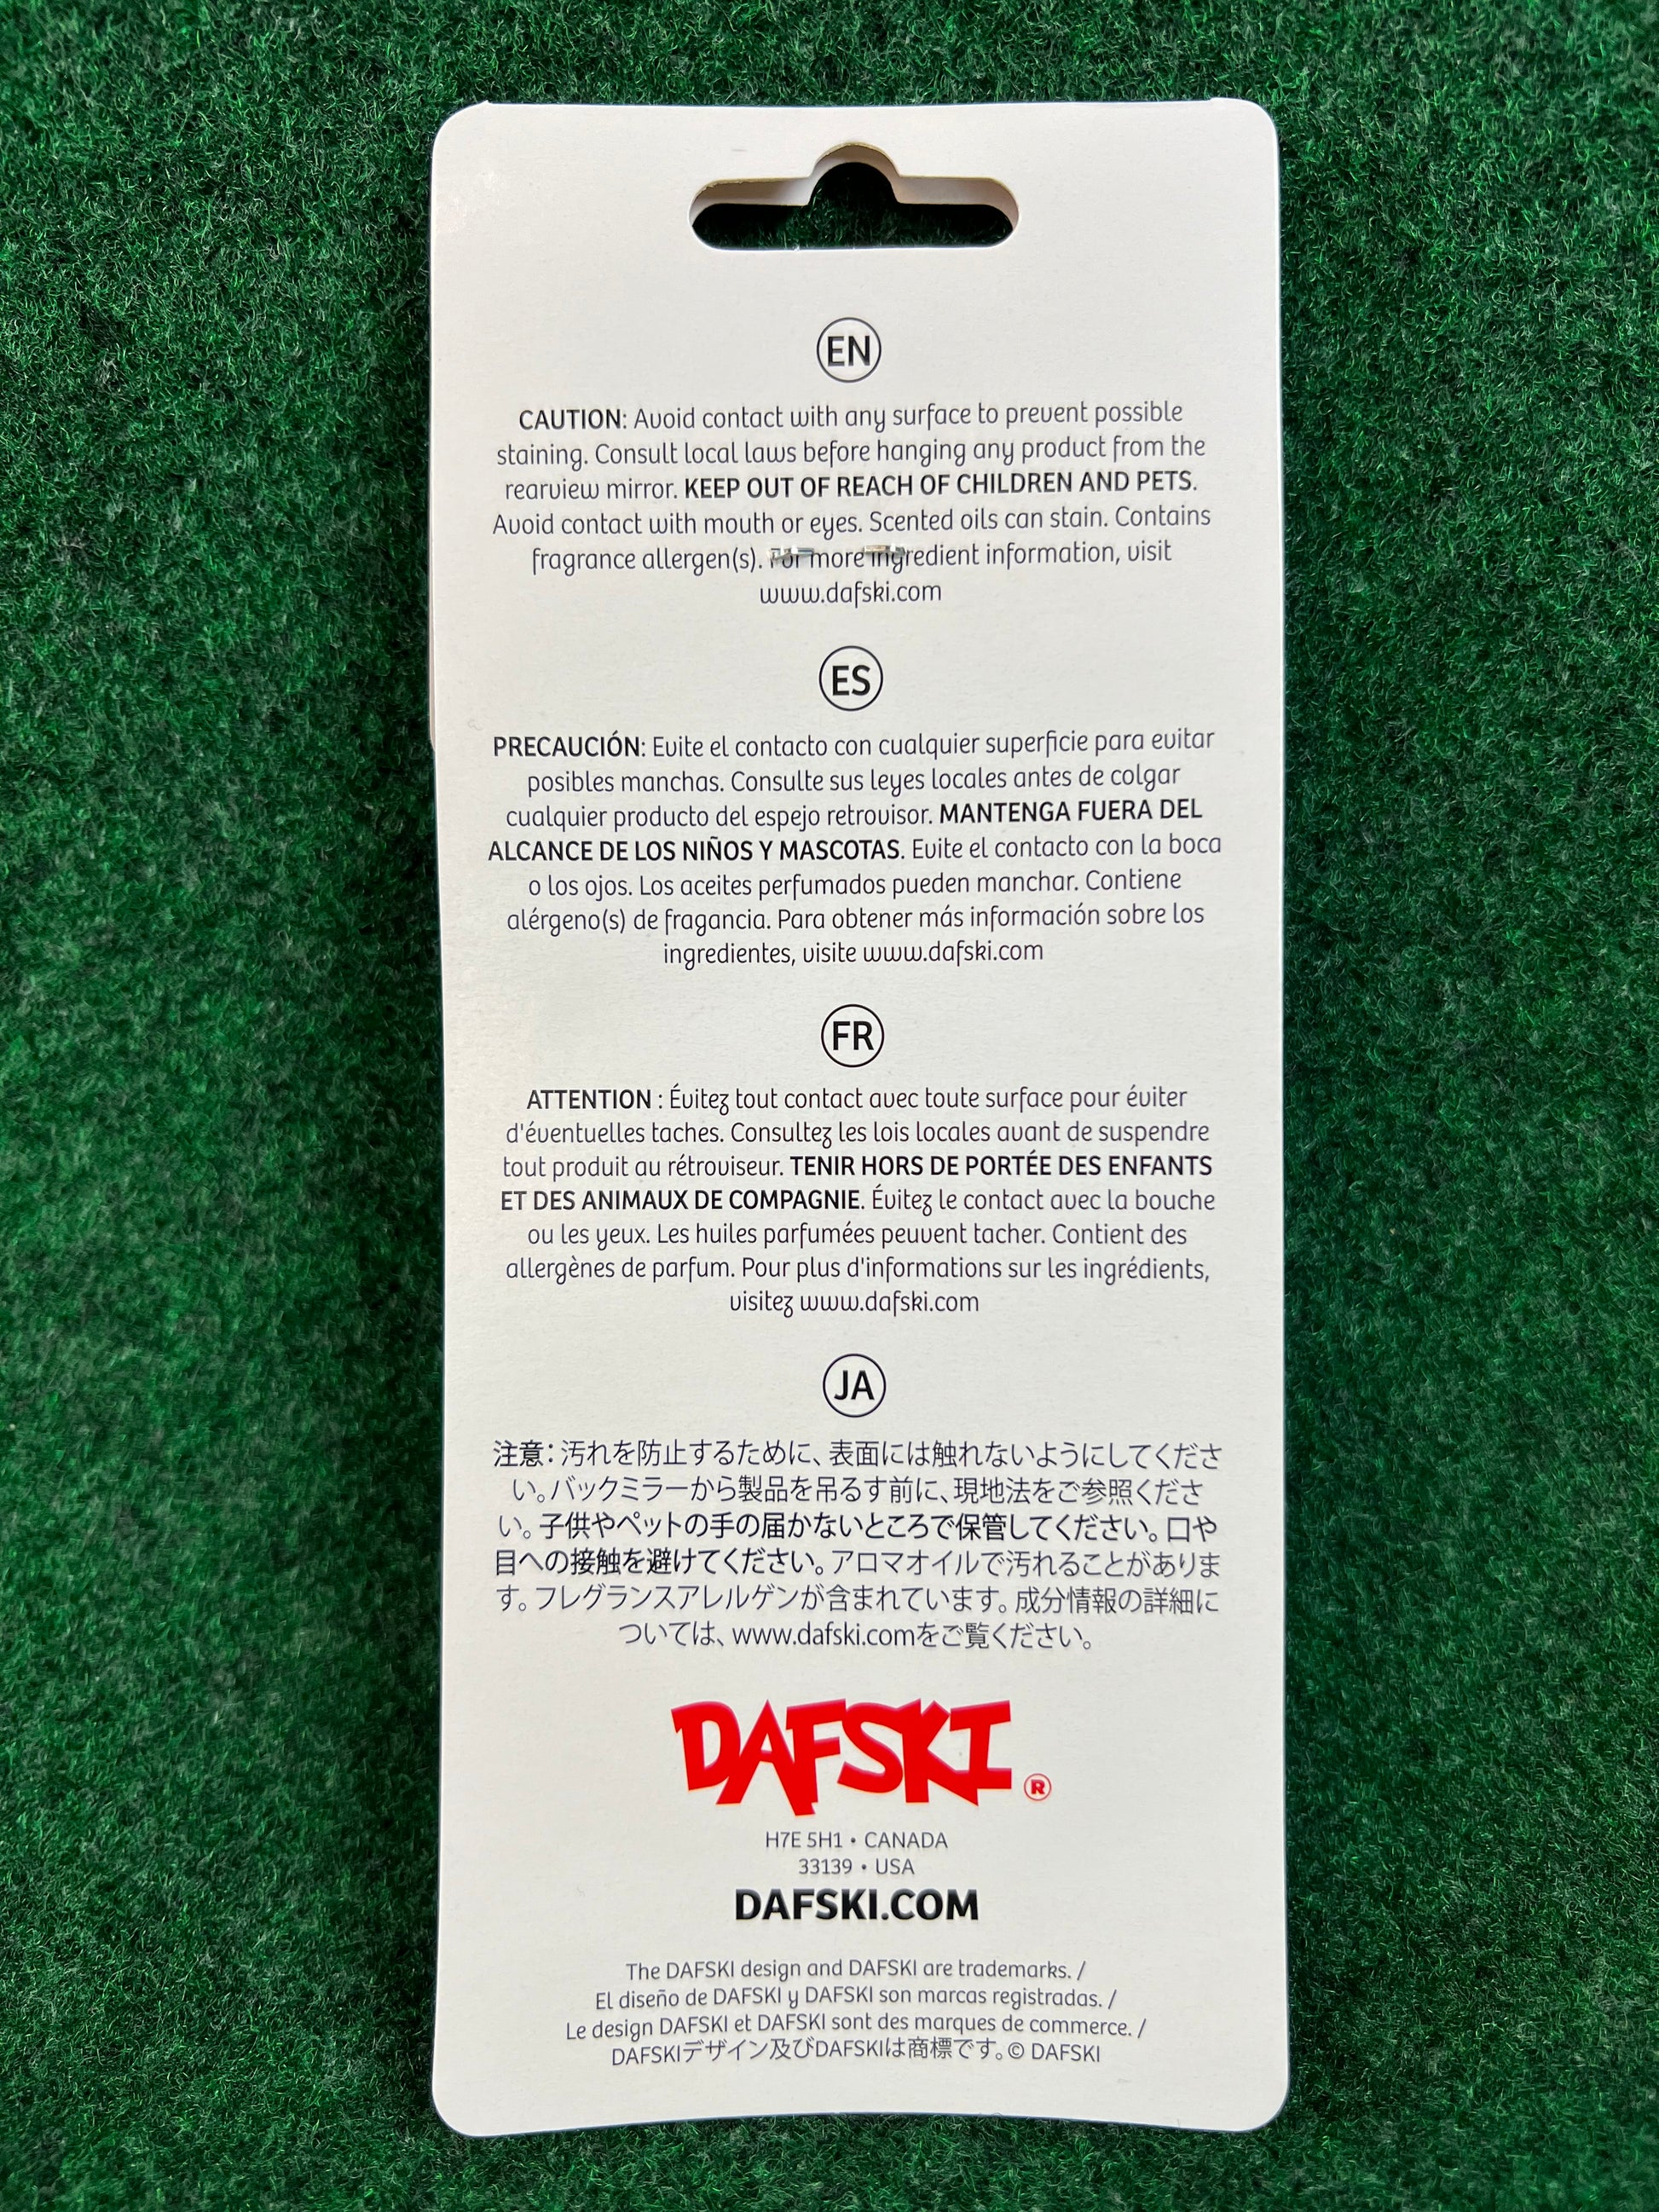 EN
CAUTION: Avoid contact with any surface to prevent possible
staining. Consult local laws before hanging any product from the
rearview mirror. KEEP OUT OF REACH OF CHILDREN AND PETS.
Avoid contact with mouth or eyes. Scented oils can stain. Contains
fragrance allergen(s). For more ingredient information, visit
www.dafski.com
ES
PRECAUCIÓN: Evite el contacto con cualquier superficie para evitar
posibles manchas. Consulte sus leyes locales antes de colgar
cualquier producto del espejo retrovisor. MANTENGA FUERA DEL
ALCANCE DE LOS NIÑOS Y MASCOTAS. Evite el contacto con la boca
o los ojos. Los aceites perfumados pueden manchar. Contiene
alérgeno(s) de fragancia. Para obtener más información sobre los
ingredientes, visite www.dafski.com
FR
ATTENTION : Évitez tout contact avec toute surface pour éviter
d'éventuelles taches. Consultez les lois locales avant de suspendre
tout produit au rétroviseur. TENIR HORS DE PORTÉE DES ENFANTS
ET DES ANIMAUX DE COMPAGNIE. Évitez le contact avec la bouche
ou les yeux. Les huiles parfumées peuvent tacher. Contient des
allergènes de parfum. Pour plus d'informations sur les ingrédients,
visitez www.dafski.com
JA
注意：汚れを防止するために、表面には触れないようにしてくださ
い。バックミラーから製品を吊るす前に、現地法をご参照くださ
い。子供やペットの手の届かないところで保管してください。口や
目への接触を避けてください。アロマオイルで汚れることがありま
す。フレグランスアレルゲンが含まれています。成分情報の詳細に
ついては、www.dafski.comをご覧ください。
DAFSKI®
H7E 5H1 • CANADA
33139 • USA
DAFSKI.COM
The DAFSKI design and DAFSKI are trademarks. /
El diseño de DAFSKI y DAFSKI son marcas registradas. /
Le design DAFSKI et DAFSKI sont des marques de commerce. /
DAFSKIデザイン及びDAFSKIは商標です。© DAFSKI